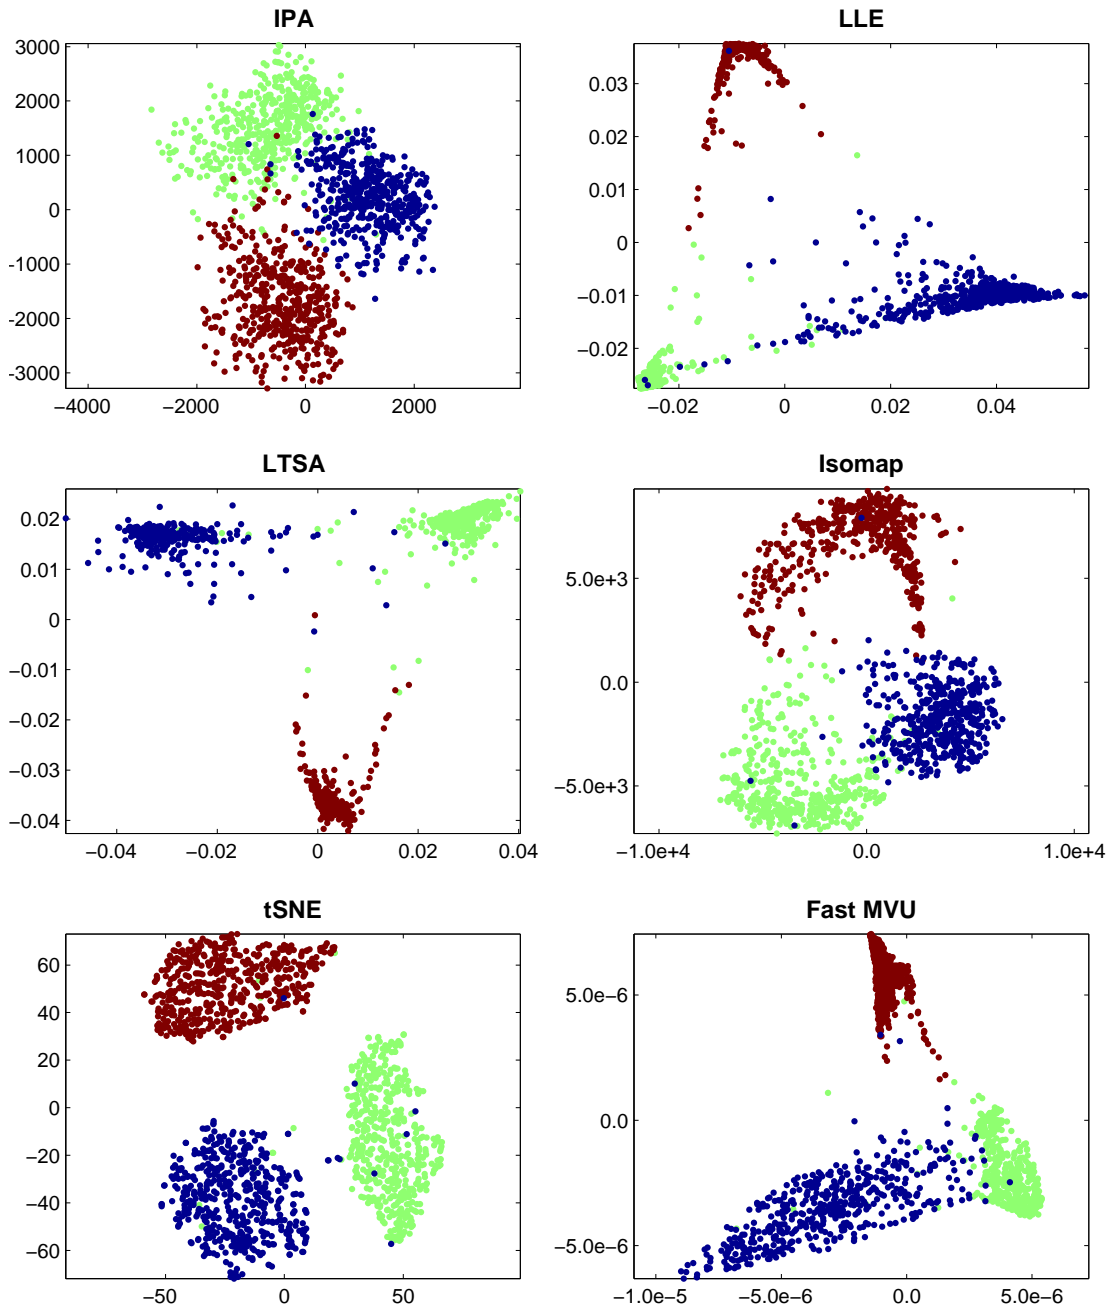 IPA
3000
2000
1000
0
-1000
-2000
-3000
-4000 -2000 0 2000
LLE
0.03
0.02
0.01
0
−0.01
−0.02
−0.02 0 0.02 0.04
LTSA
0.02
0.01
0
−0.01
−0.02
−0.03
−0.04
−0.04 −0.02 0 0.02 0.04
Isomap
5.0e+3
0.0
−5.0e+3
−1.0e+4 0.0 1.0e+4
tSNE
60
40
20
0
−20
−40
−60
−50 0 50
Fast MVU
5.0e−6
0.0
−5.0e−6
−1.0e−5 −5.0e−6 0.0 5.0e−6